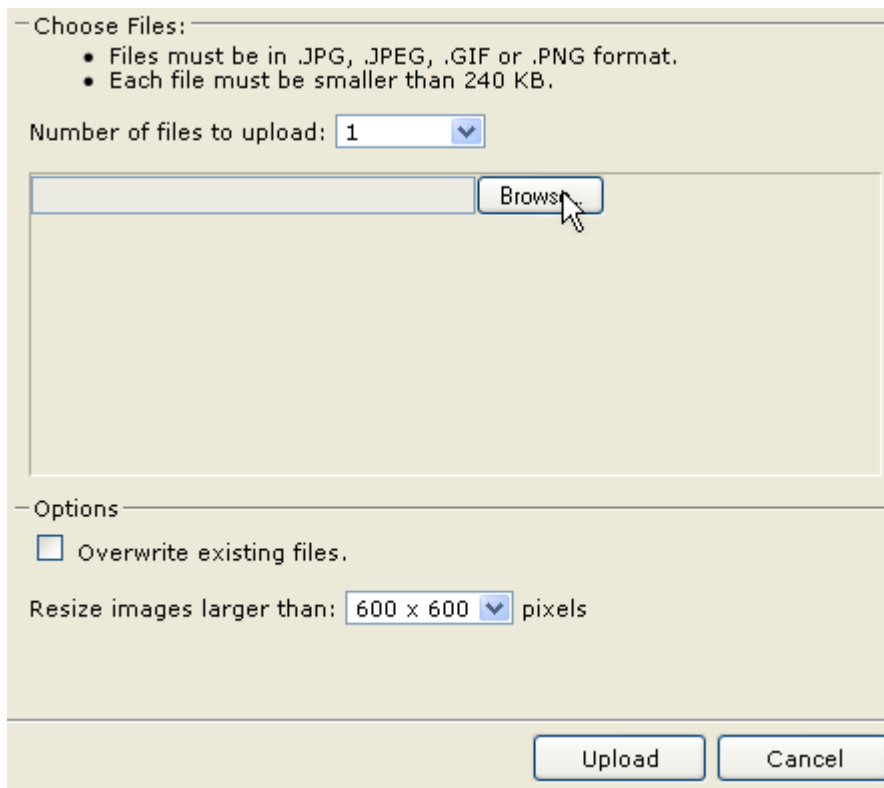 Choose Files:
• Files must be in .JPG, .JPEG, .GIF or .PNG format.
• Each file must be smaller than 240 KB.
Number of files to upload: 1
Browse...
Options
Overwrite existing files.
Resize images larger than: 600 x 600 pixels
Upload Cancel